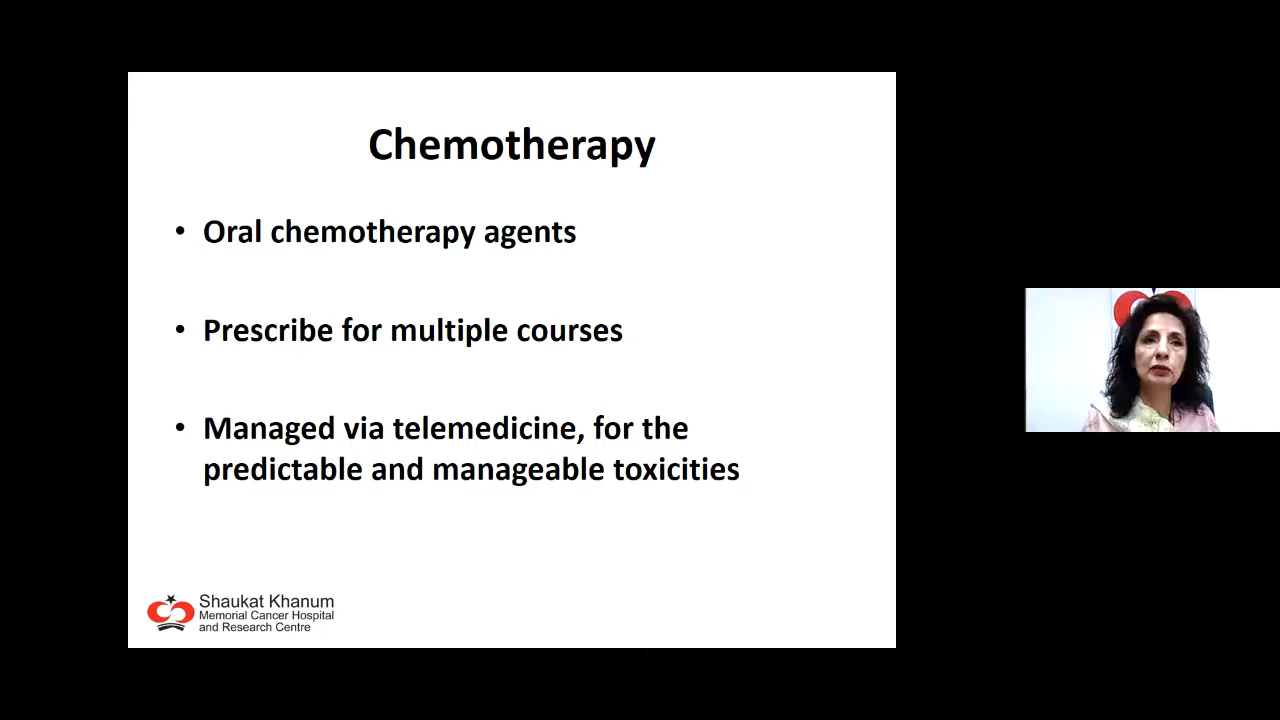 Chemotherapy
• Oral chemotherapy agents
• Prescribe for multiple courses
• Managed via telemedicine, for the
predictable and manageable toxicities
Shaukat Khanum
Memorial Cancer Hospital
and Research Centre